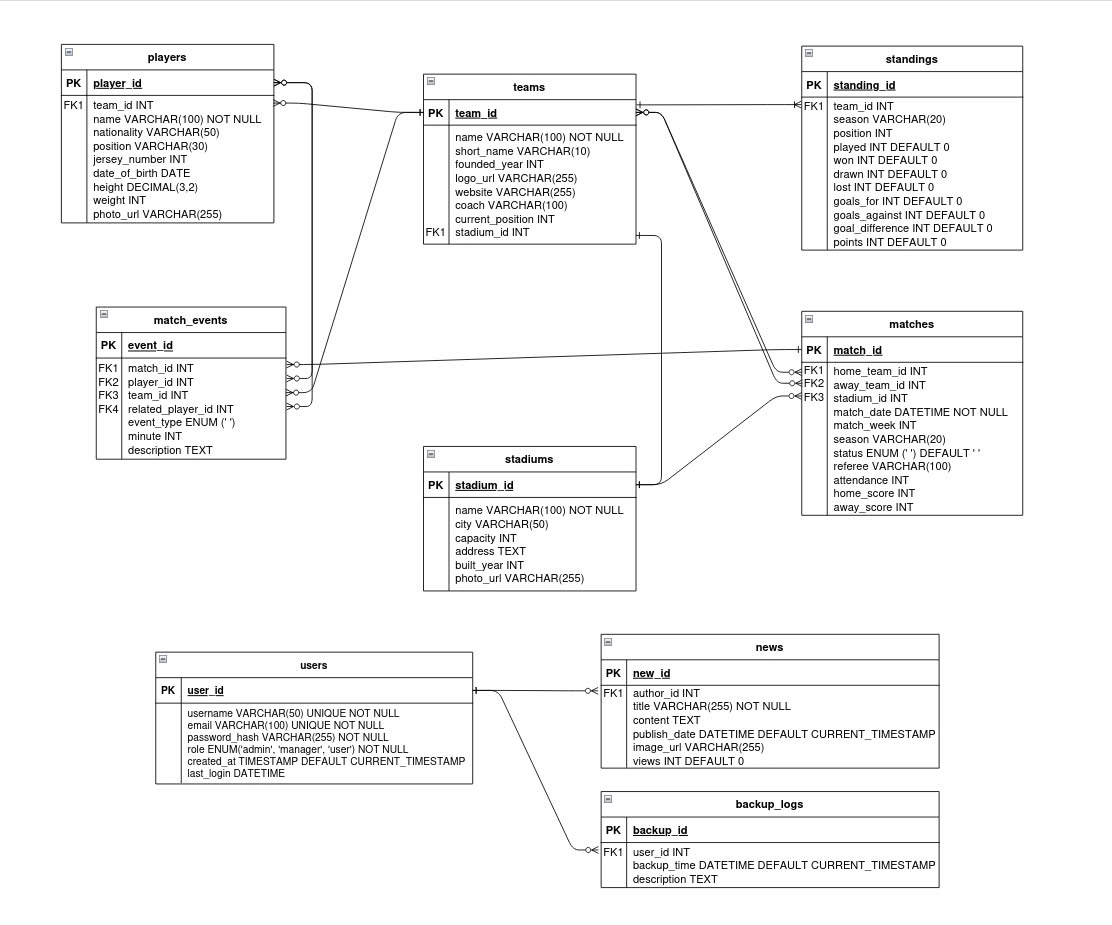 players
PK player_id
FK1 team_id INT
name VARCHAR(100) NOT NULL
nationality VARCHAR(50)
position VARCHAR(30)
jersey_number INT
date_of_birth DATE
height DECIMAL(3,2)
weight INT
photo_url VARCHAR(255)
teams
PK team_id
name VARCHAR(100) NOT NULL
short_name VARCHAR(10)
founded_year INT
logo_url VARCHAR(255)
website VARCHAR(255)
coach VARCHAR(100)
current_position INT
FK1 stadium_id INT
standings
PK standing_id
FK1 team_id INT
season VARCHAR(20)
position INT
played INT DEFAULT 0
won INT DEFAULT 0
drawn INT DEFAULT 0
lost INT DEFAULT 0
goals_for INT DEFAULT 0
goals_against INT DEFAULT 0
goal_difference INT DEFAULT 0
points INT DEFAULT 0
match_events
PK event_id
FK1 match_id INT
FK2 player_id INT
FK3 team_id INT
FK4 related_player_id INT
event_type ENUM (' ')
minute INT
description TEXT
matches
PK match_id
FK1 home_team_id INT
FK2 away_team_id INT
FK3 stadium_id INT
match_date DATETIME NOT NULL
match_week INT
season VARCHAR(20)
status ENUM (' ') DEFAULT ' '
referee VARCHAR(100)
attendance INT
home_score INT
away_score INT
stadiums
PK stadium_id
name VARCHAR(100) NOT NULL
city VARCHAR(50)
capacity INT
address TEXT
built_year INT
photo_url VARCHAR(255)
users
PK user_id
username VARCHAR(50) UNIQUE NOT NULL
email VARCHAR(100) UNIQUE NOT NULL
password_hash VARCHAR(255) NOT NULL
role ENUM('admin', 'manager', 'user') NOT NULL
created_at TIMESTAMP DEFAULT CURRENT_TIMESTAMP
last_login DATETIME
news
PK new_id
FK1 author_id INT
title VARCHAR(255) NOT NULL
content TEXT
publish_date DATETIME DEFAULT CURRENT_TIMESTAMP
image_url VARCHAR(255)
views INT DEFAULT 0
backup_logs
PK backup_id
FK1 user_id INT
backup_time DATETIME DEFAULT CURRENT_TIMESTAMP
description TEXT